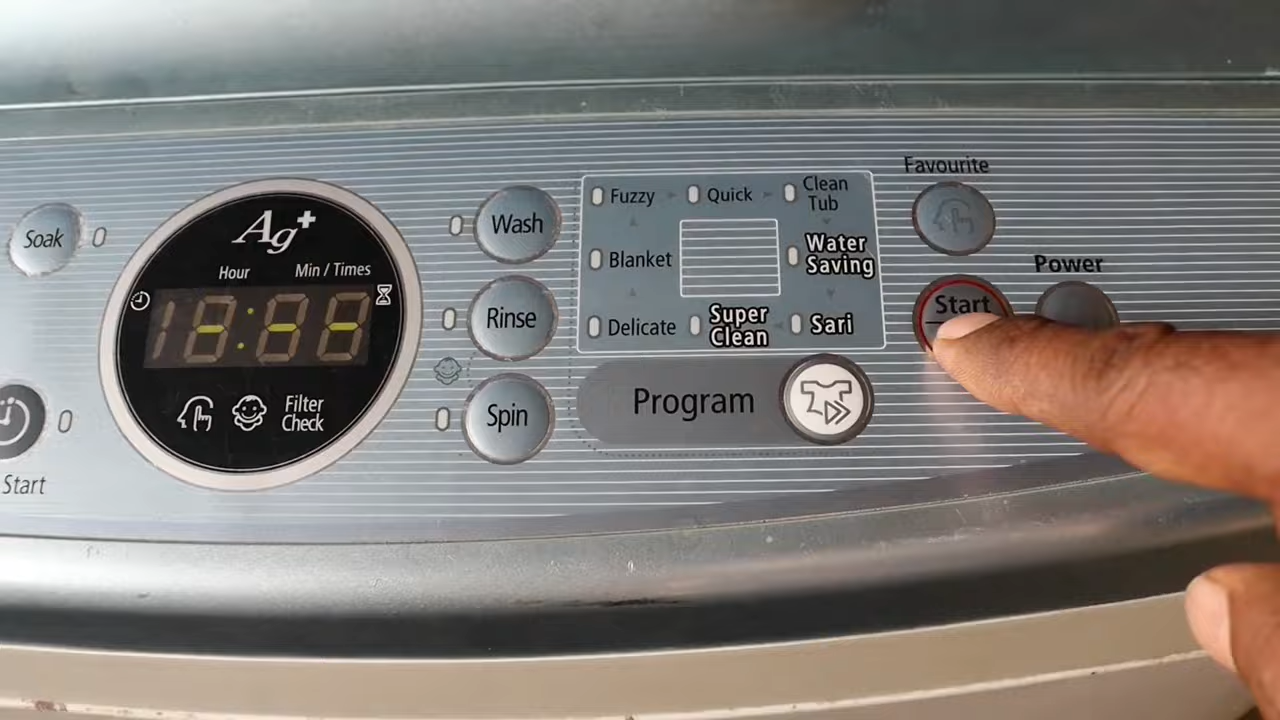 Soak
Start
Ag+
Hour
Min / Times
-:--
Filter
Check
Wash
Rinse
Spin
Fuzzy
Quick
Clean
Tub
Blanket
Water
Saving
Delicate
Super
Clean
Sari
Program
Favourite
Start
Power